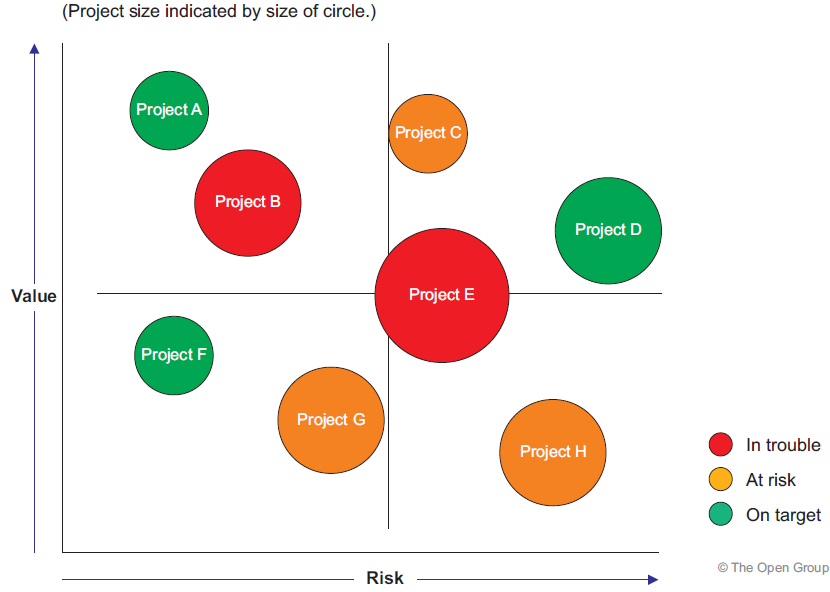 (Project size indicated by size of circle.)
Project A
Project C
Project B
Project D
Value
Project E
Project F
Project G
Project H
In trouble
At risk
On target
Risk
© The Open Group